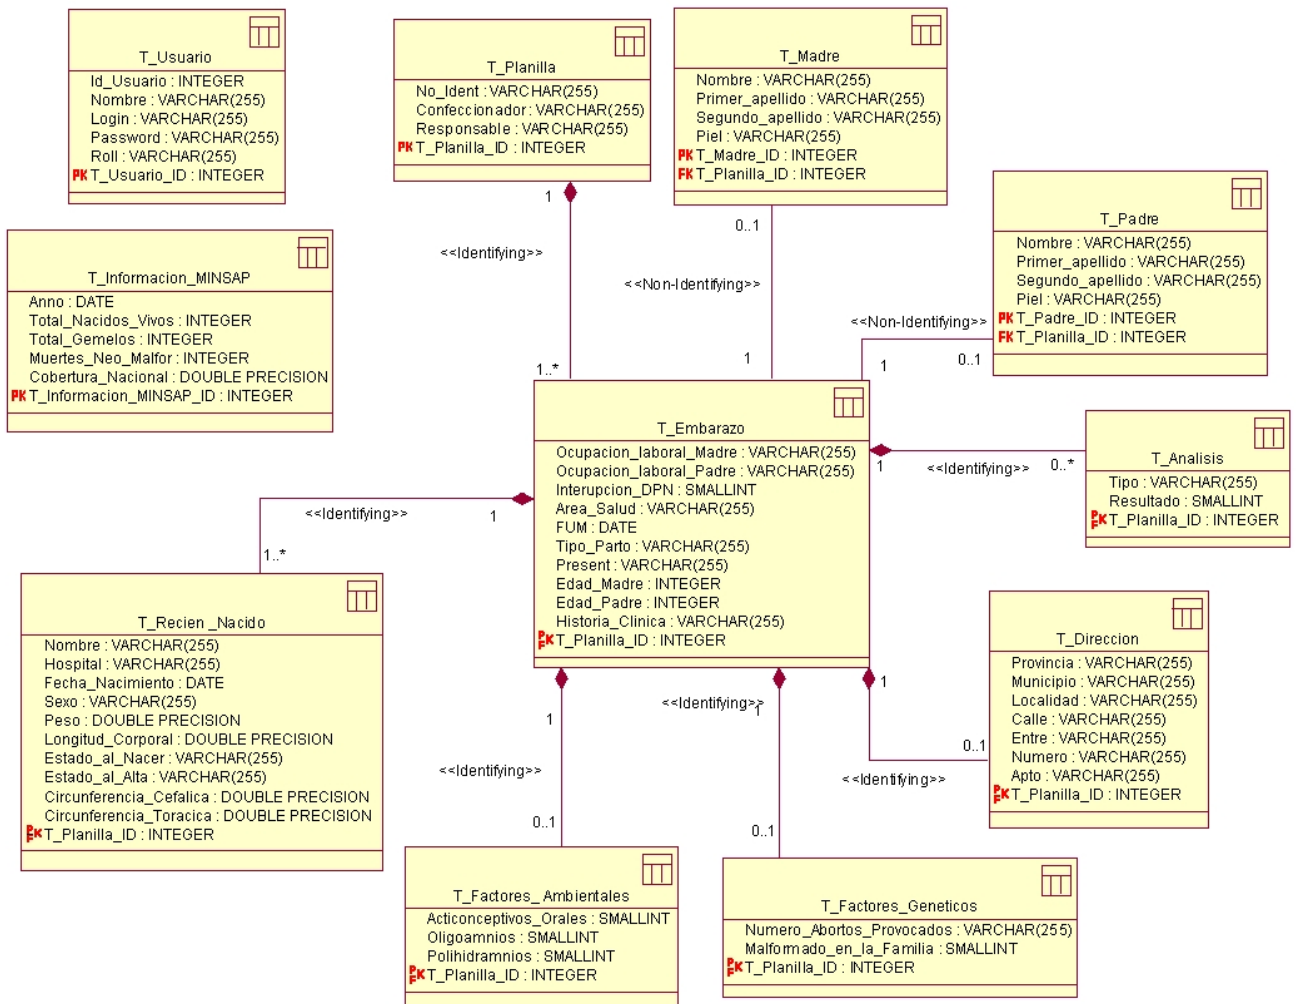 T_Usuario
Id_Usuario : INTEGER
Nombre : VARCHAR(255)
Login : VARCHAR(255)
Password : VARCHAR(255)
Roll : VARCHAR(255)
PK T_Usuario_ID : INTEGER
T_Planilla
No_Ident : VARCHAR(255)
Confeccionador : VARCHAR(255)
Responsable : VARCHAR(255)
PK T_Planilla_ID : INTEGER
T_Madre
Nombre : VARCHAR(255)
Primer_apellido : VARCHAR(255)
Segundo_apellido : VARCHAR(255)
Piel : VARCHAR(255)
PK T_Madre_ID : INTEGER
FK T_Planilla_ID : INTEGER
T_Padre
Nombre : VARCHAR(255)
Primer_apellido : VARCHAR(255)
Segundo_apellido : VARCHAR(255)
Piel : VARCHAR(255)
PK T_Padre_ID : INTEGER
FK T_Planilla_ID : INTEGER
T_Informacion_MINSAP
Anno : DATE
Total_Nacidos_Vivos : INTEGER
Total_Gemelos : INTEGER
Muertes_Neo_Malfor : INTEGER
Cobertura_Nacional : DOUBLE PRECISION
PK T_Informacion_MINSAP_ID : INTEGER
1
<<Identifying>>
1..*
0..1
<<Non-Identifying>>
1
<<Non-Identifying>>
1
0..1
T_Embarazo
Ocupacion_laboral_Madre : VARCHAR(255)
Ocupacion_laboral_Padre : VARCHAR(255)
Interupcion_DPN : SMALLINT
Area_Salud : VARCHAR(255)
FUM : DATE
Tipo_Parto : VARCHAR(255)
Present : VARCHAR(255)
Edad_Madre : INTEGER
Edad_Padre : INTEGER
Historia_Clinica : VARCHAR(255)
PFK T_Planilla_ID : INTEGER
1
<<Identifying>>
0..*
T_Analisis
Tipo : VARCHAR(255)
Resultado : SMALLINT
PFK T_Planilla_ID : INTEGER
<<Identifying>>
1
1..*
T_Recien _Nacido
Nombre : VARCHAR(255)
Hospital : VARCHAR(255)
Fecha_Nacimiento : DATE
Sexo : VARCHAR(255)
Peso : DOUBLE PRECISION
Longitud_Corporal : DOUBLE PRECISION
Estado_al_Nacer : VARCHAR(255)
Estado_al_Alta : VARCHAR(255)
Circunferencia_Cefalica : DOUBLE PRECISION
Circunferencia_Toracica : DOUBLE PRECISION
PFK T_Planilla_ID : INTEGER
T_Direccion
Provincia : VARCHAR(255)
Municipio : VARCHAR(255)
Localidad : VARCHAR(255)
Calle : VARCHAR(255)
Entre : VARCHAR(255)
Numero : VARCHAR(255)
Apto : VARCHAR(255)
PFK T_Planilla_ID : INTEGER
1
<<Identifying>>
0..1
<<Identifying>>
1
0..1
1
0..1
<<Identifying>>
T_Factores_ Ambientales
Acticonceptivos_Orales : SMALLINT
Oligoamnios : SMALLINT
Polihidramnios : SMALLINT
PFK T_Planilla_ID : INTEGER
T_Factores_Geneticos
Numero_Abortos_Provocados : VARCHAR(255)
Malformado_en_la_Familia : SMALLINT
PFK T_Planilla_ID : INTEGER